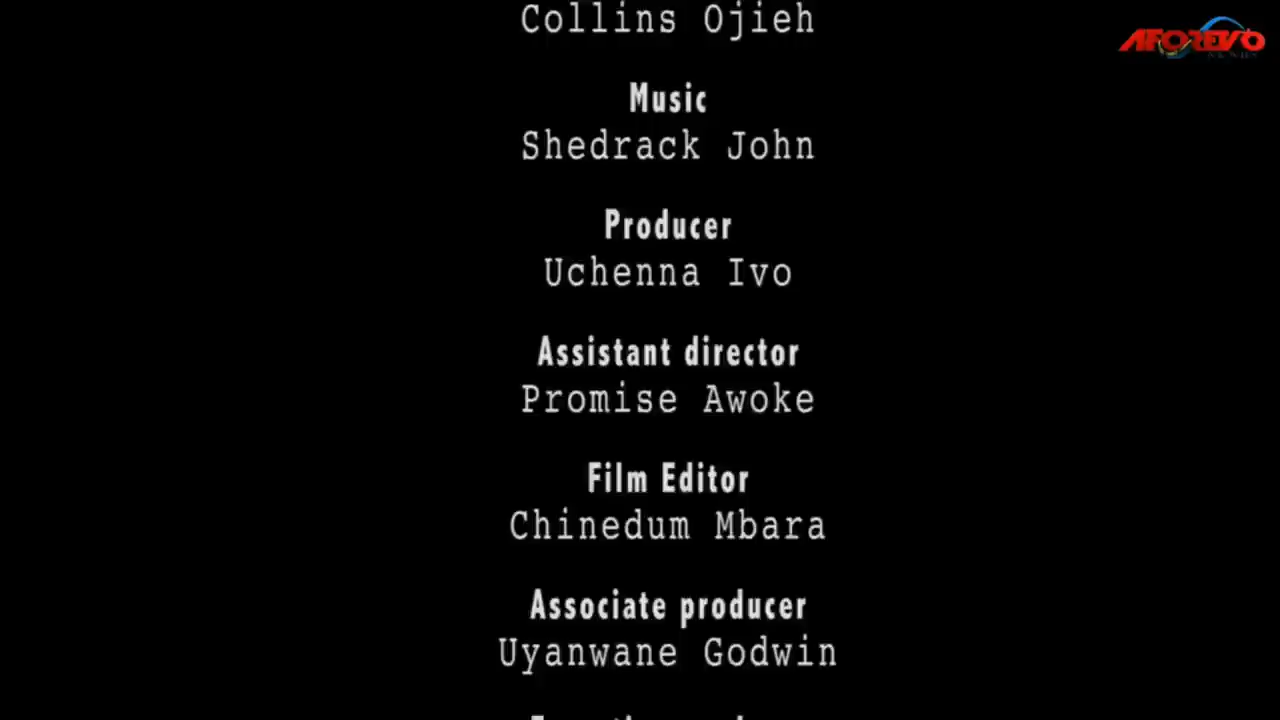 Collins Ojieh
AFOREVO
Music
Shedrack John
Producer
Uchenna Ivo
Assistant director
Promise Awoke
Film Editor
Chinedum Mbara
Associate producer
Uyanwane Godwin